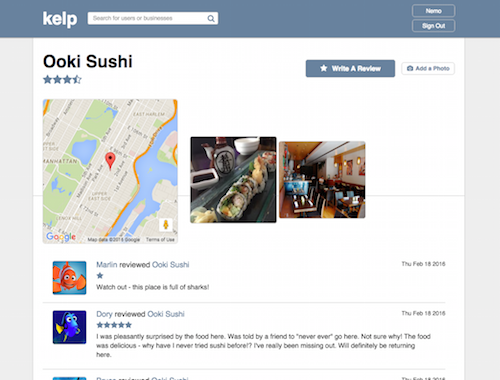 kelp
Search for users or businesses
Nemo
Sign Out
Ooki Sushi
Write A Review
Add a Photo
EAST HARLEM
MANHATTAN
UPPER EAST SIDE
LENOX HILL
Google
Map data ©2016 Google
Terms of Use
Marlin reviewed Ooki Sushi
Thu Feb 18 2016
Watch out - this place is full of sharks!
Dory reviewed Ooki Sushi
Thu Feb 18 2016
I was pleasantly surprised by the food here. Was told by a friend to "never ever" go here. Not sure why! The food
was delicious - why have I never tried sushi before!? I've really been missing out. Will definitely be returning
here.
reviewed Ooki Sushi
Thu Feb 18 2016